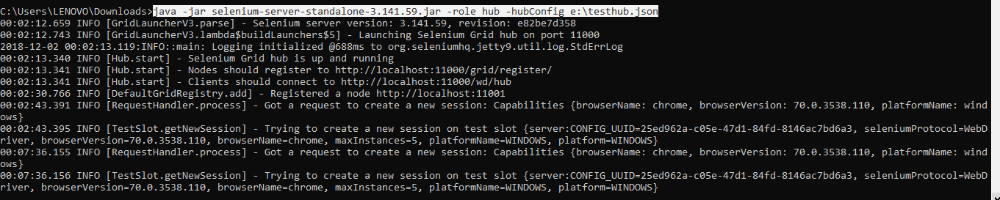 C:\Users\LENOVO\Downloads>java -jar selenium-server-standalone-3.141.59.jar -role hub -hubConfig e:\testhub.json
00:02:12.659 INFO [GridLauncherV3.parse] - Selenium server version: 3.141.59, revision: e82be7d358
00:02:12.743 INFO [GridLauncherV3.lambda$buildLaunchers$5] - Launching Selenium Grid hub on port 11000
2018-12-02 00:02:13.119:INFO::main: Logging initialized @688ms to org.seleniumhq.jetty9.util.log.StdErrLog
00:02:13.340 INFO [Hub.start] - Selenium Grid hub is up and running
00:02:13.341 INFO [Hub.start] - Nodes should register to http://localhost:11000/grid/register/
00:02:13.341 INFO [Hub.start] - Clients should connect to http://localhost:11000/wd/hub
00:02:30.766 INFO [DefaultGridRegistry.add] - Registered a node http://localhost:11001
00:02:43.391 INFO [RequestHandler.process] - Got a request to create a new session: Capabilities {browserName: chrome, browserVersion: 70.0.3538.110, platformName: wind
ows}
00:02:43.395 INFO [TestSlot.getNewSession] - Trying to create a new session on test slot {server:CONFIG_UUID=25ed962a-c05e-47d1-84fd-8146ac7bd6a3, seleniumProtocol=WebD
river, browserVersion=70.0.3538.110, browserName=chrome, maxInstances=5, platformName=WINDOWS, platform=WINDOWS}
00:07:36.155 INFO [RequestHandler.process] - Got a request to create a new session: Capabilities {browserName: chrome, browserVersion: 70.0.3538.110, platformName: wind
ows}
00:07:36.156 INFO [TestSlot.getNewSession] - Trying to create a new session on test slot {server:CONFIG_UUID=25ed962a-c05e-47d1-84fd-8146ac7bd6a3, seleniumProtocol=WebD
river, browserVersion=70.0.3538.110, browserName=chrome, maxInstances=5, platformName=WINDOWS, platform=WINDOWS}